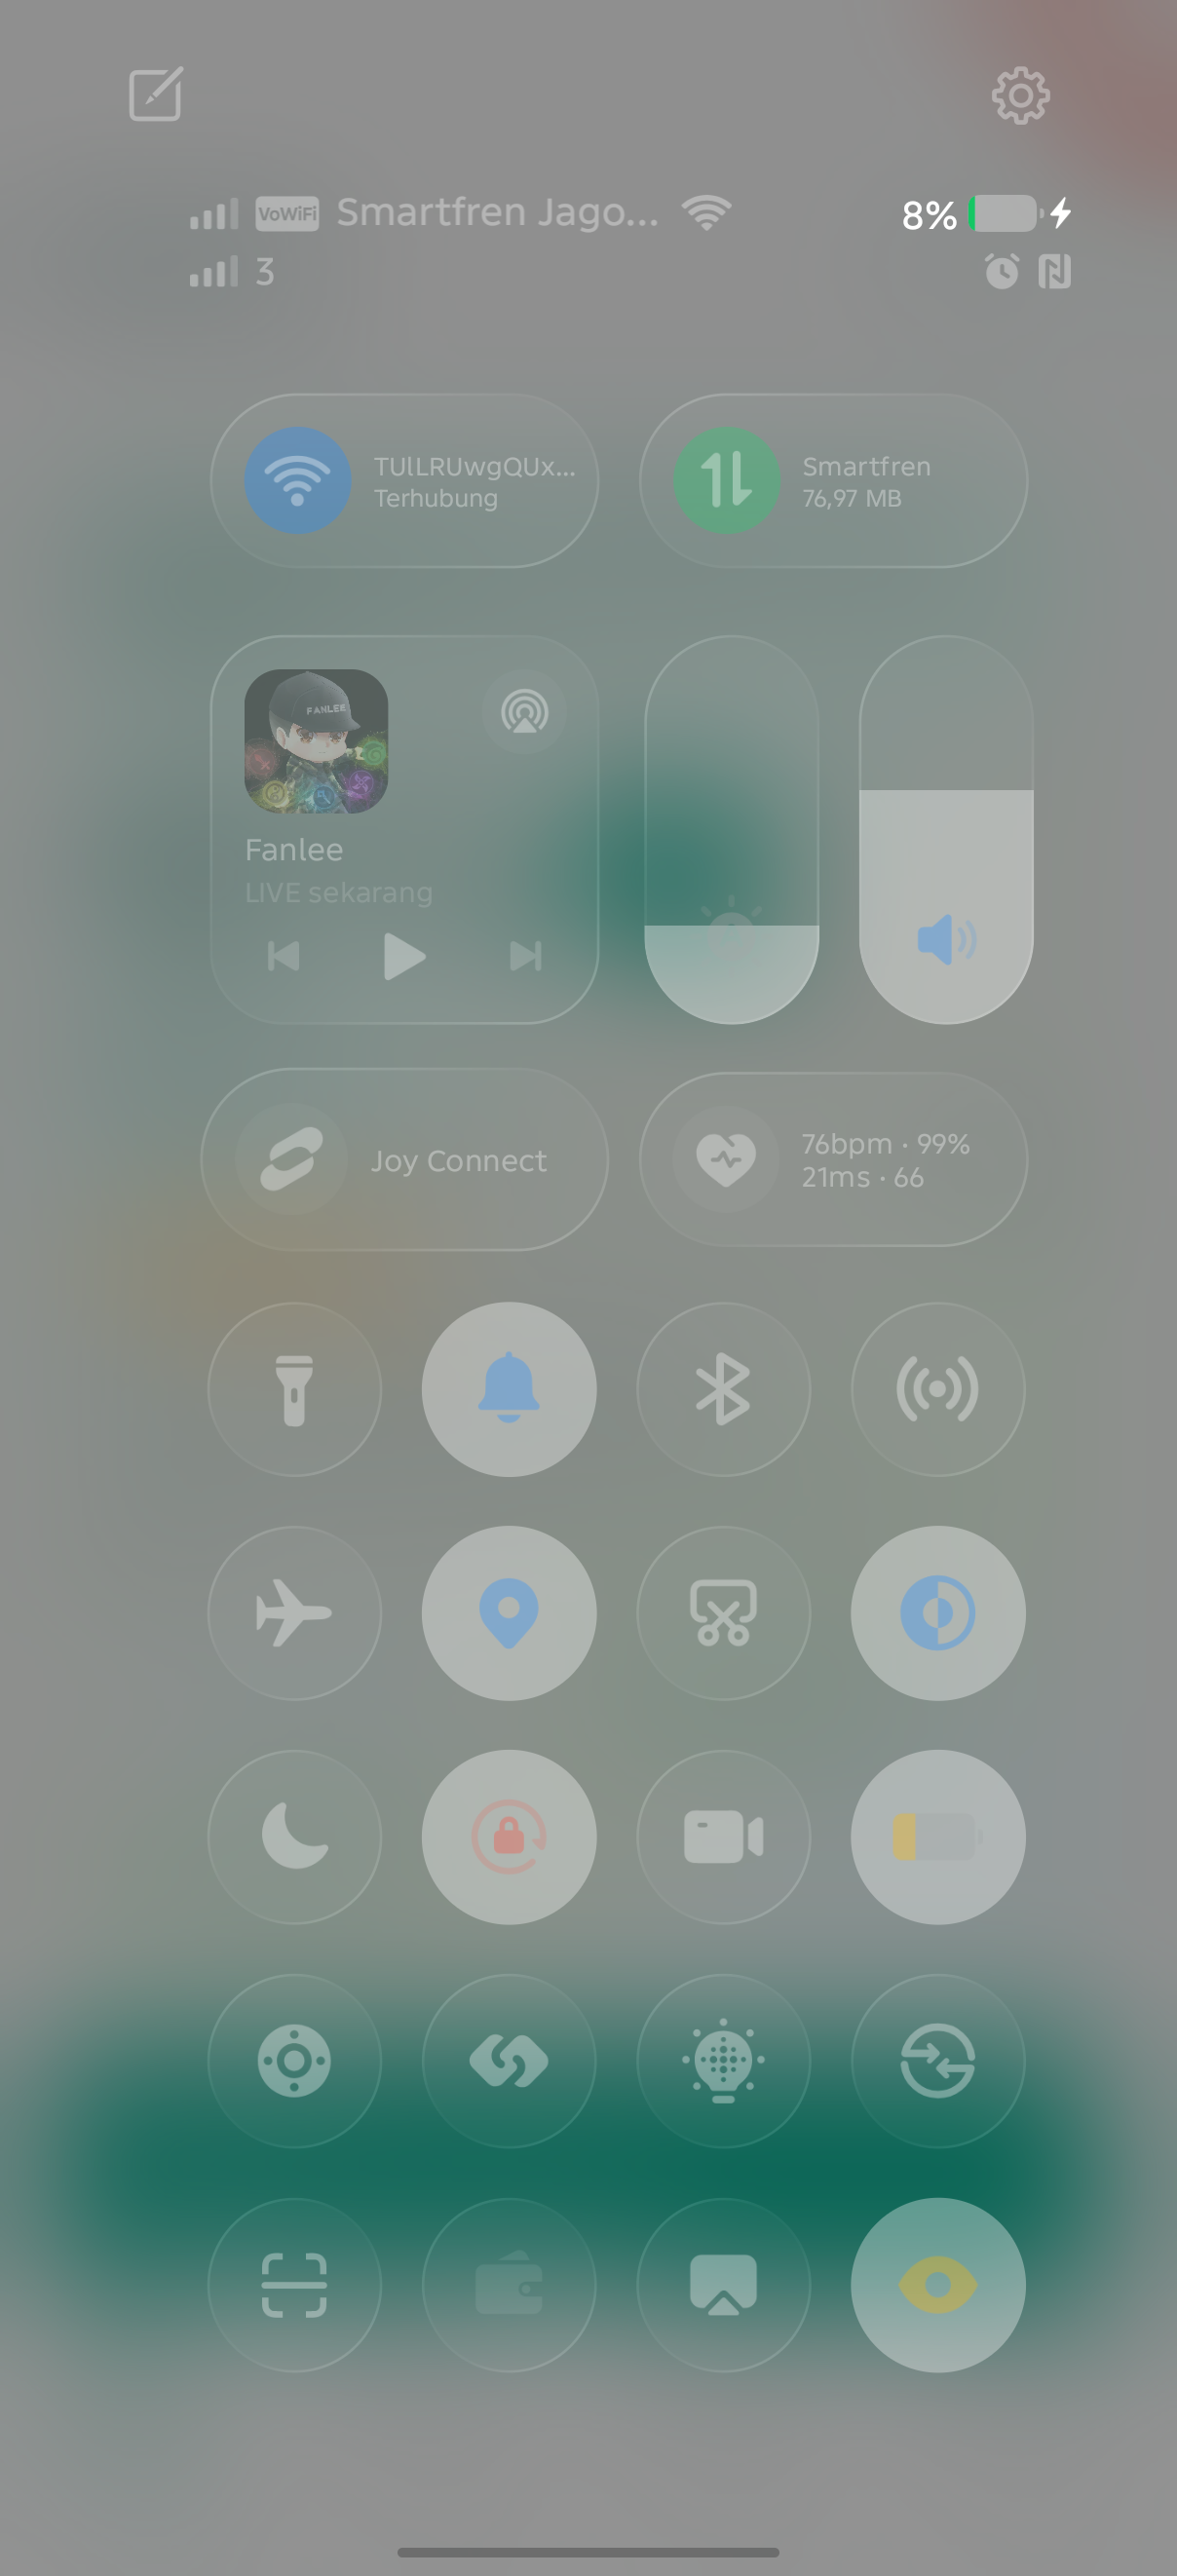 VoWiFi Smartfren Jago... 8%
3
TUlLRUwgQUx...
Terhubung
Smartfren
76,97 MB
FANLEE
Fanlee
LIVE sekarang
Joy Connect
76bpm · 99%
21ms · 66